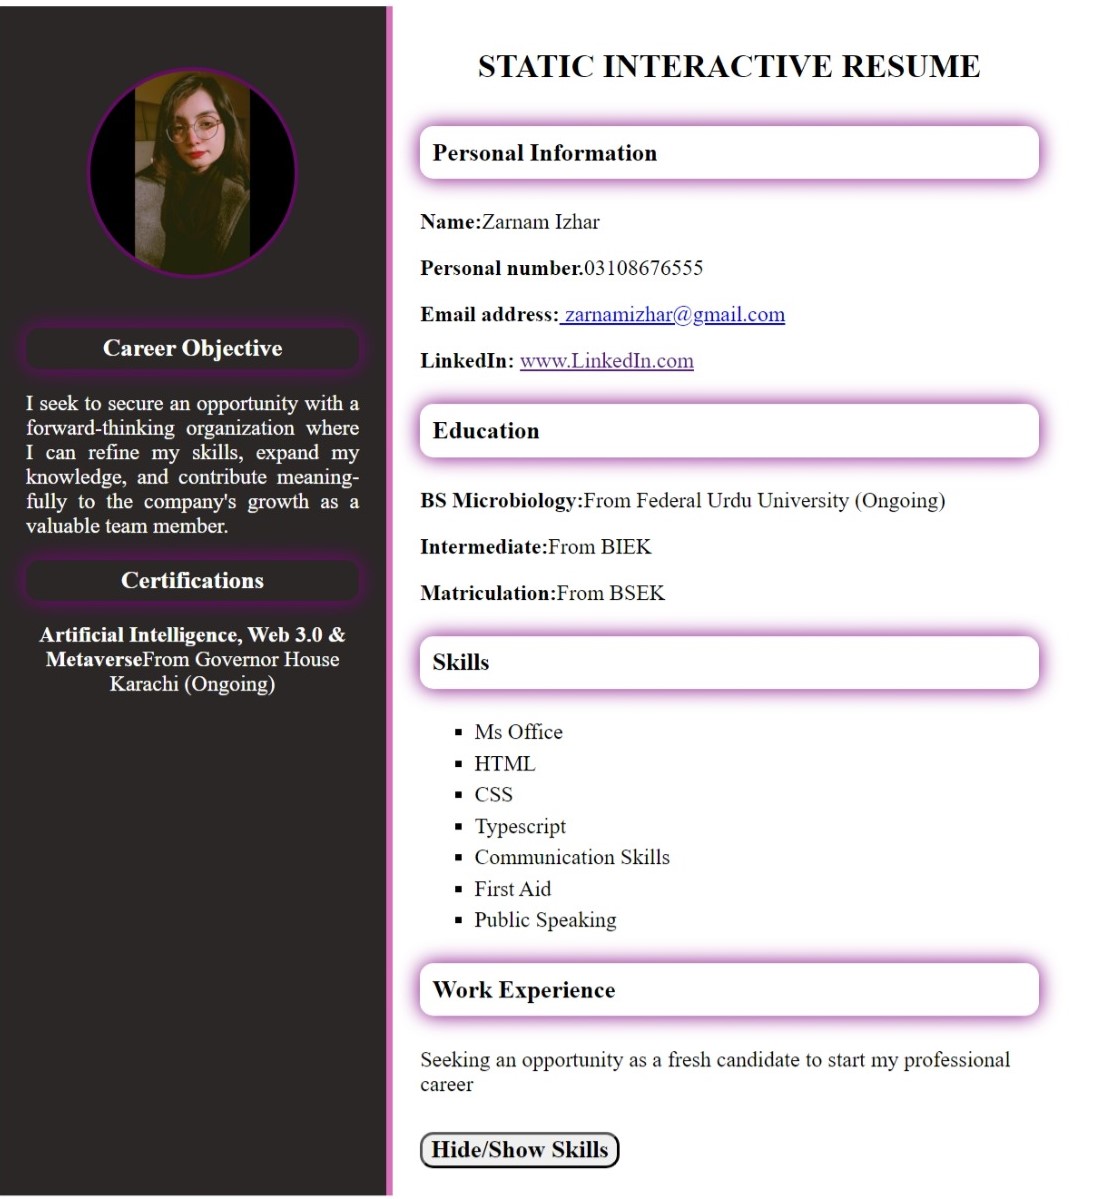 Career Objective
I seek to secure an opportunity with a
forward-thinking organization where
I can refine my skills, expand my
knowledge, and contribute meaning-
fully to the company's growth as a
valuable team member.
Certifications
Artificial Intelligence, Web 3.0 &
MetaverseFrom Governor House
Karachi (Ongoing)
STATIC INTERACTIVE RESUME
Personal Information
Name:Zarnam Izhar
Personal number.03108676555
Email address: zarnamizhar@gmail.com
LinkedIn: www.LinkedIn.com
Education
BS Microbiology:From Federal Urdu University (Ongoing)
Intermediate:From BIEK
Matriculation:From BSEK
Skills
▪ Ms Office
▪ HTML
▪ CSS
▪ Typescript
▪ Communication Skills
▪ First Aid
▪ Public Speaking
Work Experience
Seeking an opportunity as a fresh candidate to start my professional
career
Hide/Show Skills